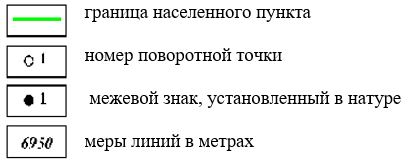 граница населенного пункта
1 номер поворотной точки
1 межевой знак, установленный в натуре
6950 меры линий в метрах